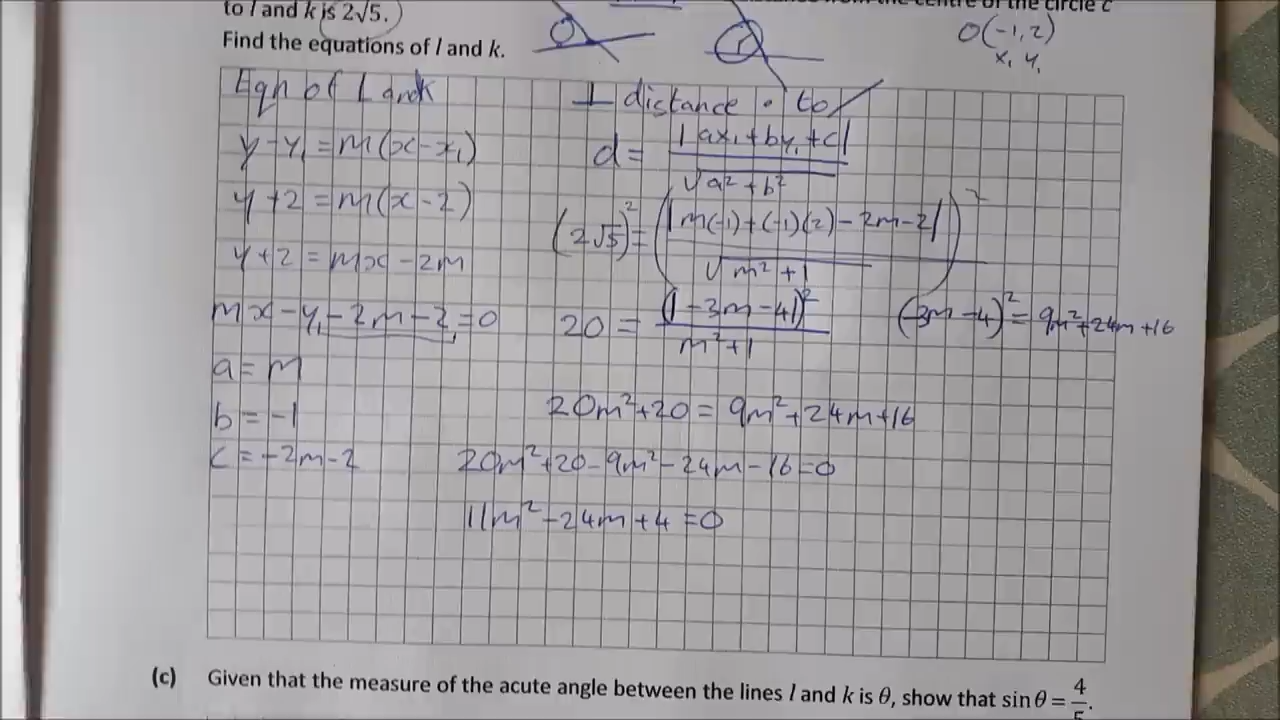 of the circle c
to l and k is 2√5.
Find the equations of l and k.
O(-1,2)
x₁ y₁
Eqn of L and k
y - y₁ = m(x - x₁)
y + 2 = m(x - 2)
y + 2 = mx - 2m
mx - y, - 2m - 2 = 0
a = m
b = -1
c = -2m - 2
⊥ distance • to /
d = |ax₁ + by₁ + c| / √a² + b²
(2√5)² = (|m(-1) + (-1)(2) - 2m - 2| / √m² + 1)²
20 = (|-3m - 4|)² / m² + 1
(-3m - 4)² = 9m² + 24m + 16
20m² + 20 = 9m² + 24m + 16
20m² + 20 - 9m² - 24m - 16 = 0
11m² - 24m + 4 = 0
(c) Given that the measure of the acute angle between the lines l and k is θ, show that sin θ = 4/5.